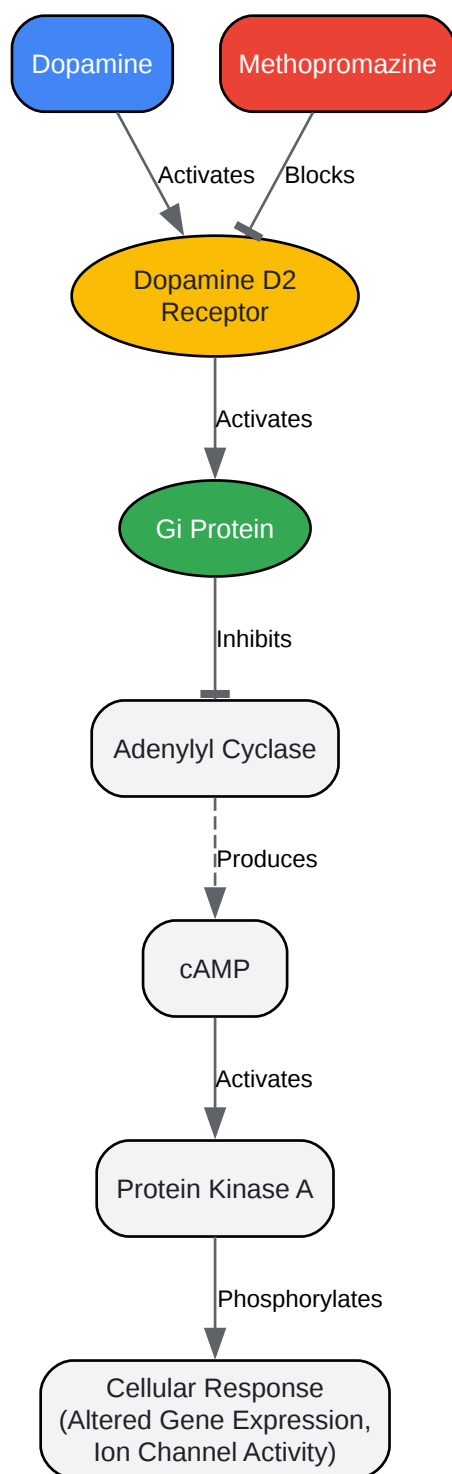 Dopamine
Methopromazine
Activates
Blocks
Dopamine D2
Receptor
Activates
Gi Protein
Inhibits
Adenylyl Cyclase
Produces
cAMP
Activates
Protein Kinase A
Phosphorylates
Cellular Response
(Altered Gene Expression,
Ion Channel Activity)